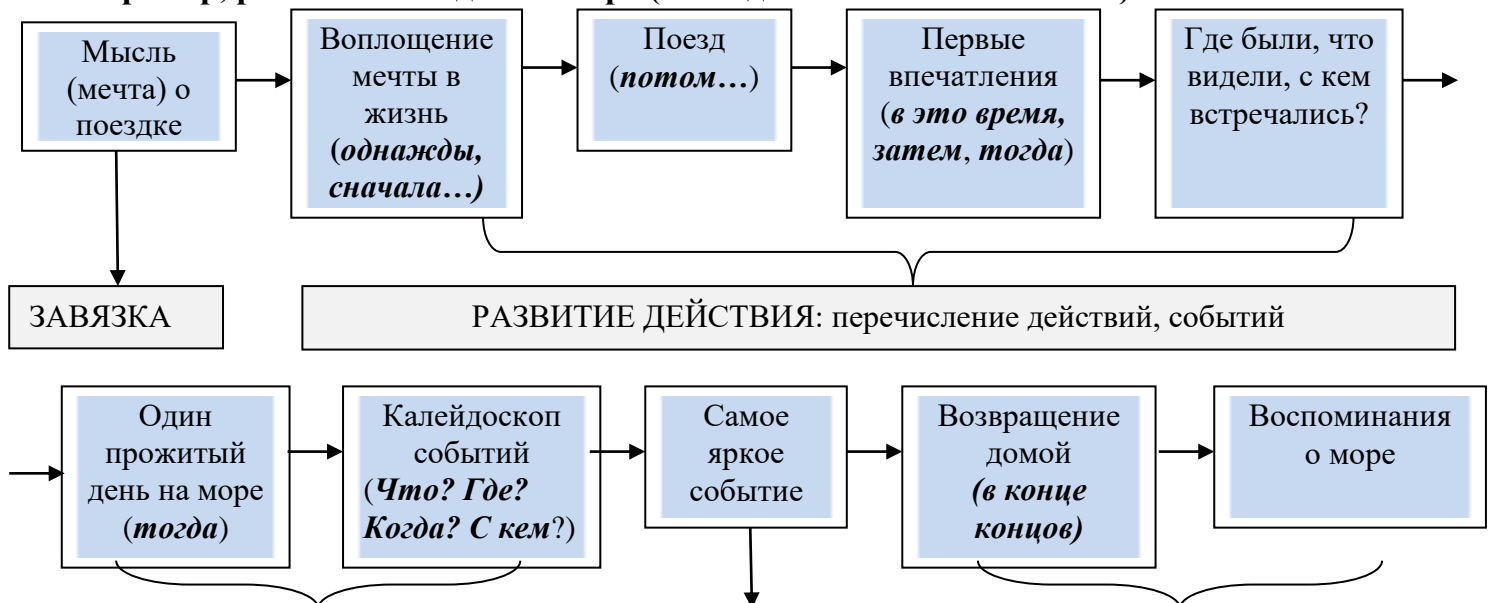 Мысль
(мечта) о
поездке
Воплощение
мечты в
жизнь
(однажды,
сначала…)
Поезд
(потом…)
Первые
впечатления
(в это время,
затем, тогда)
Где были, что
видели, с кем
встречались?
ЗАВЯЗКА
РАЗВИТИЕ ДЕЙСТВИЯ: перечисление действий, событий
Один
прожитый
день на море
(тогда)
Калейдоскоп
событий
(Что? Где?
Когда? С кем?)
Самое
яркое
событие
Возвращение
домой
(в конце
концов)
Воспоминания
о море